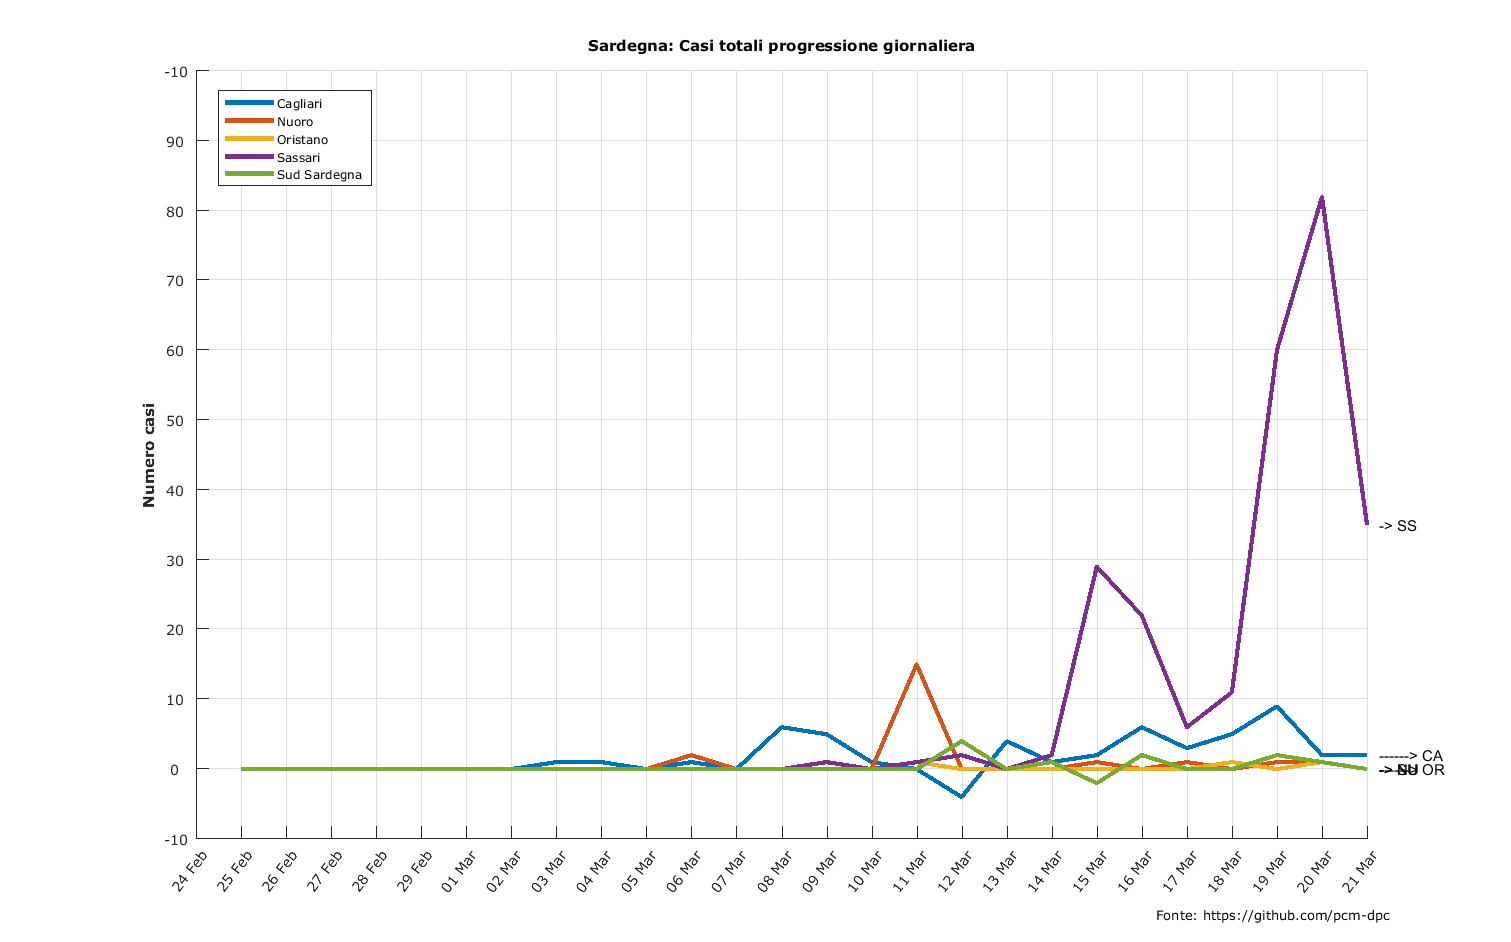 Sardegna: Casi totali progressione giornaliera
-10
90
80
70
60
50
40
30
20
10
0
-10
Numero casi
Cagliari
Nuoro
Oristano
Sassari
Sud Sardegna
-> SS
------> CA
-> NU
OR
24 Feb
25 Feb
26 Feb
27 Feb
28 Feb
29 Feb
01 Mar
02 Mar
03 Mar
04 Mar
05 Mar
06 Mar
07 Mar
08 Mar
09 Mar
10 Mar
11 Mar
12 Mar
13 Mar
14 Mar
15 Mar
16 Mar
17 Mar
18 Mar
19 Mar
20 Mar
21 Mar
Fonte: https://github.com/pcm-dpc